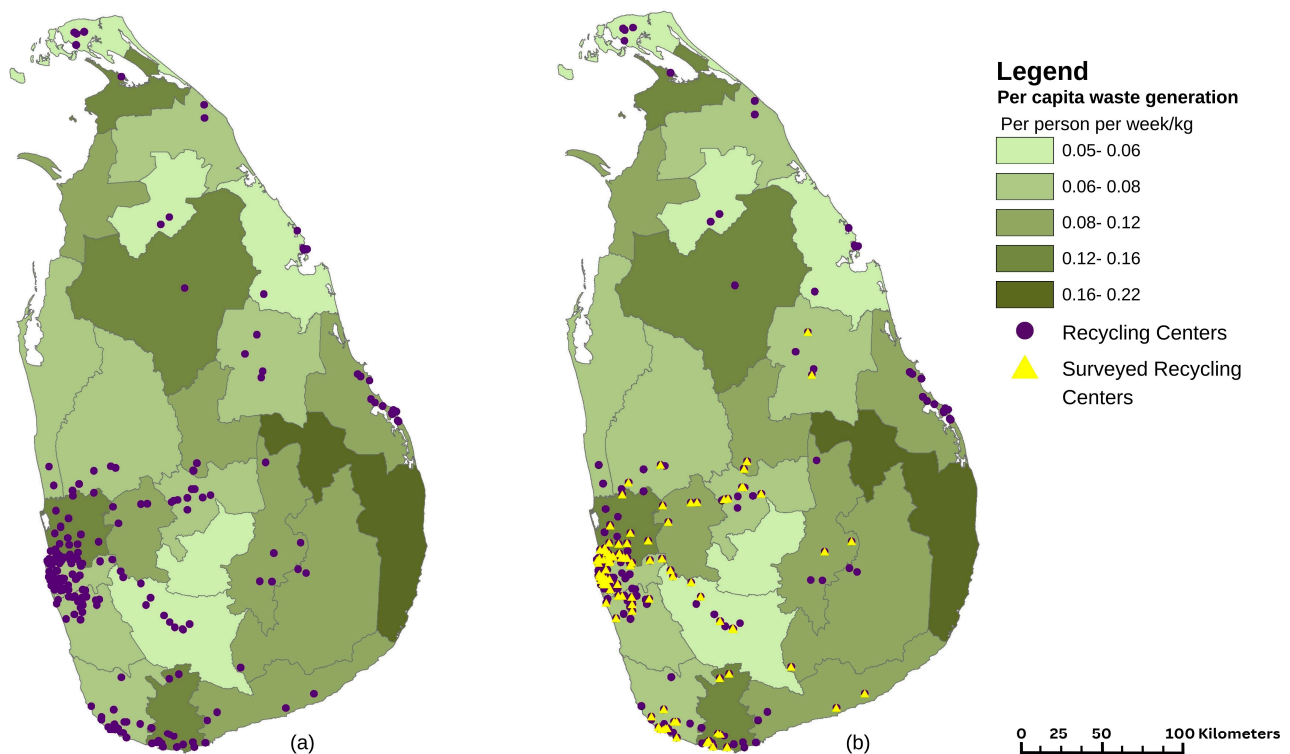 Legend
Per capita waste generation
Per person per week/kg
0.05- 0.06
0.06- 0.08
0.08- 0.12
0.12- 0.16
0.16- 0.22
Recycling Centers
Surveyed Recycling
Centers
(a)
(b)
0 25 50 100 Kilometers